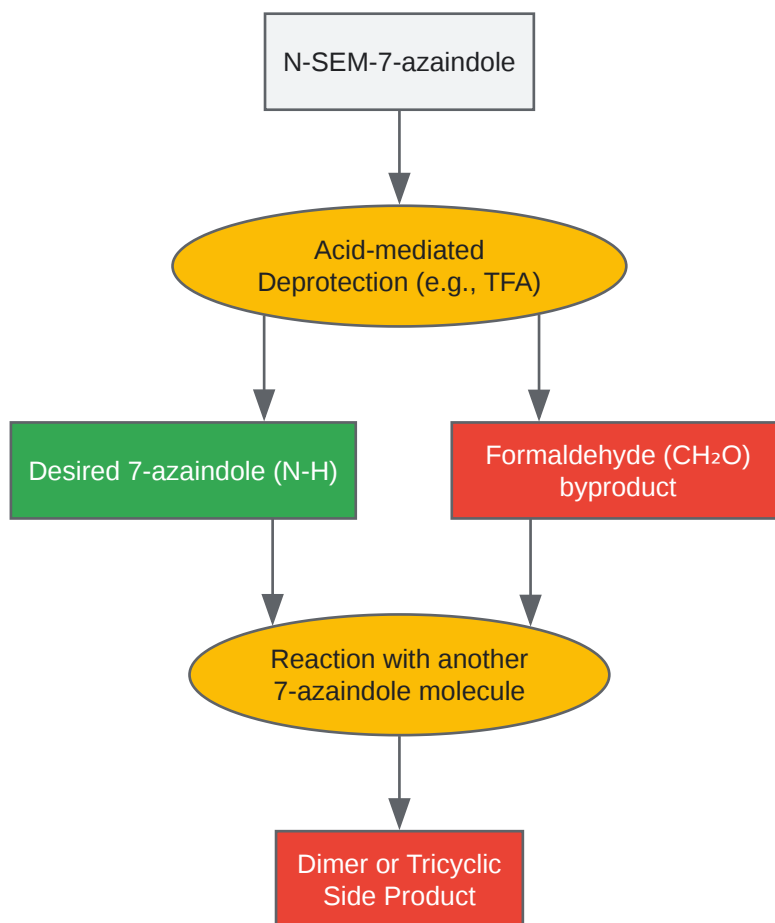 N-SEM-7-azaindole
Acid-mediated
Deprotection (e.g., TFA)
Desired 7-azaindole (N-H)
Formaldehyde (CH₂O)
byproduct
Reaction with another
7-azaindole molecule
Dimer or Tricyclic
Side Product